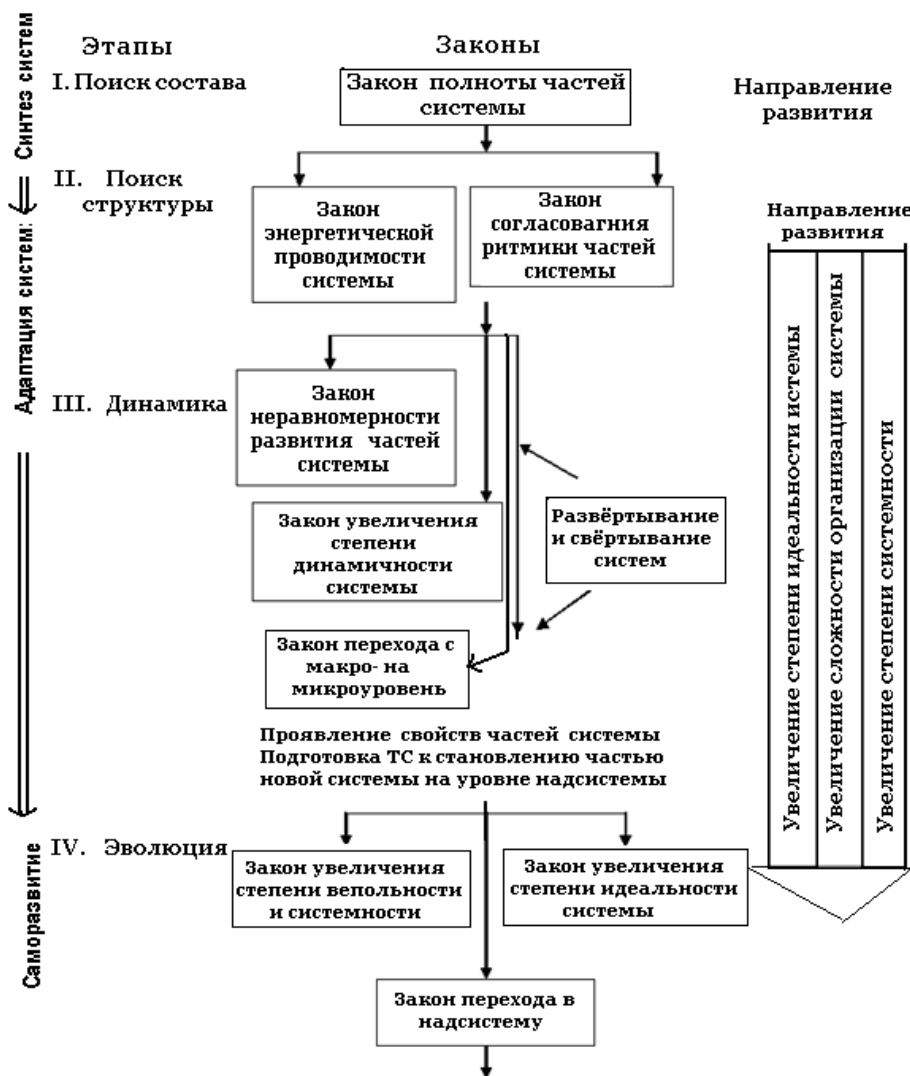 Этапы
Законы
Синтез систем
I. Поиск состава
Закон полноты частей
системы
Направление
развития
II. Поиск
структуры
Закон
энергетической
проводимости
системы
Закон
согласовагния
ритмики частей
системы
Направление
развития
Адаптация систем:
III. Динамика
Закон
неравномерности
развития частей
системы
Закон увеличения
степени
динамичности
системы
Развёртывание
и свёртывание
систем
Закон перехода с
макро- на
микроуровень
Увеличение степени идеальности истемы
Увеличение сложности организации системы
Увеличение степени системности
Проявление свойств частей системы
Подготовка ТС к становлению частью
новой системы на уровне надсистемы
Саморазвитие
IV. Эволюция
Закон увеличения
степени вепольности
и системности
Закон увеличения
степени идеальности
системы
Закон перехода в
надсистему